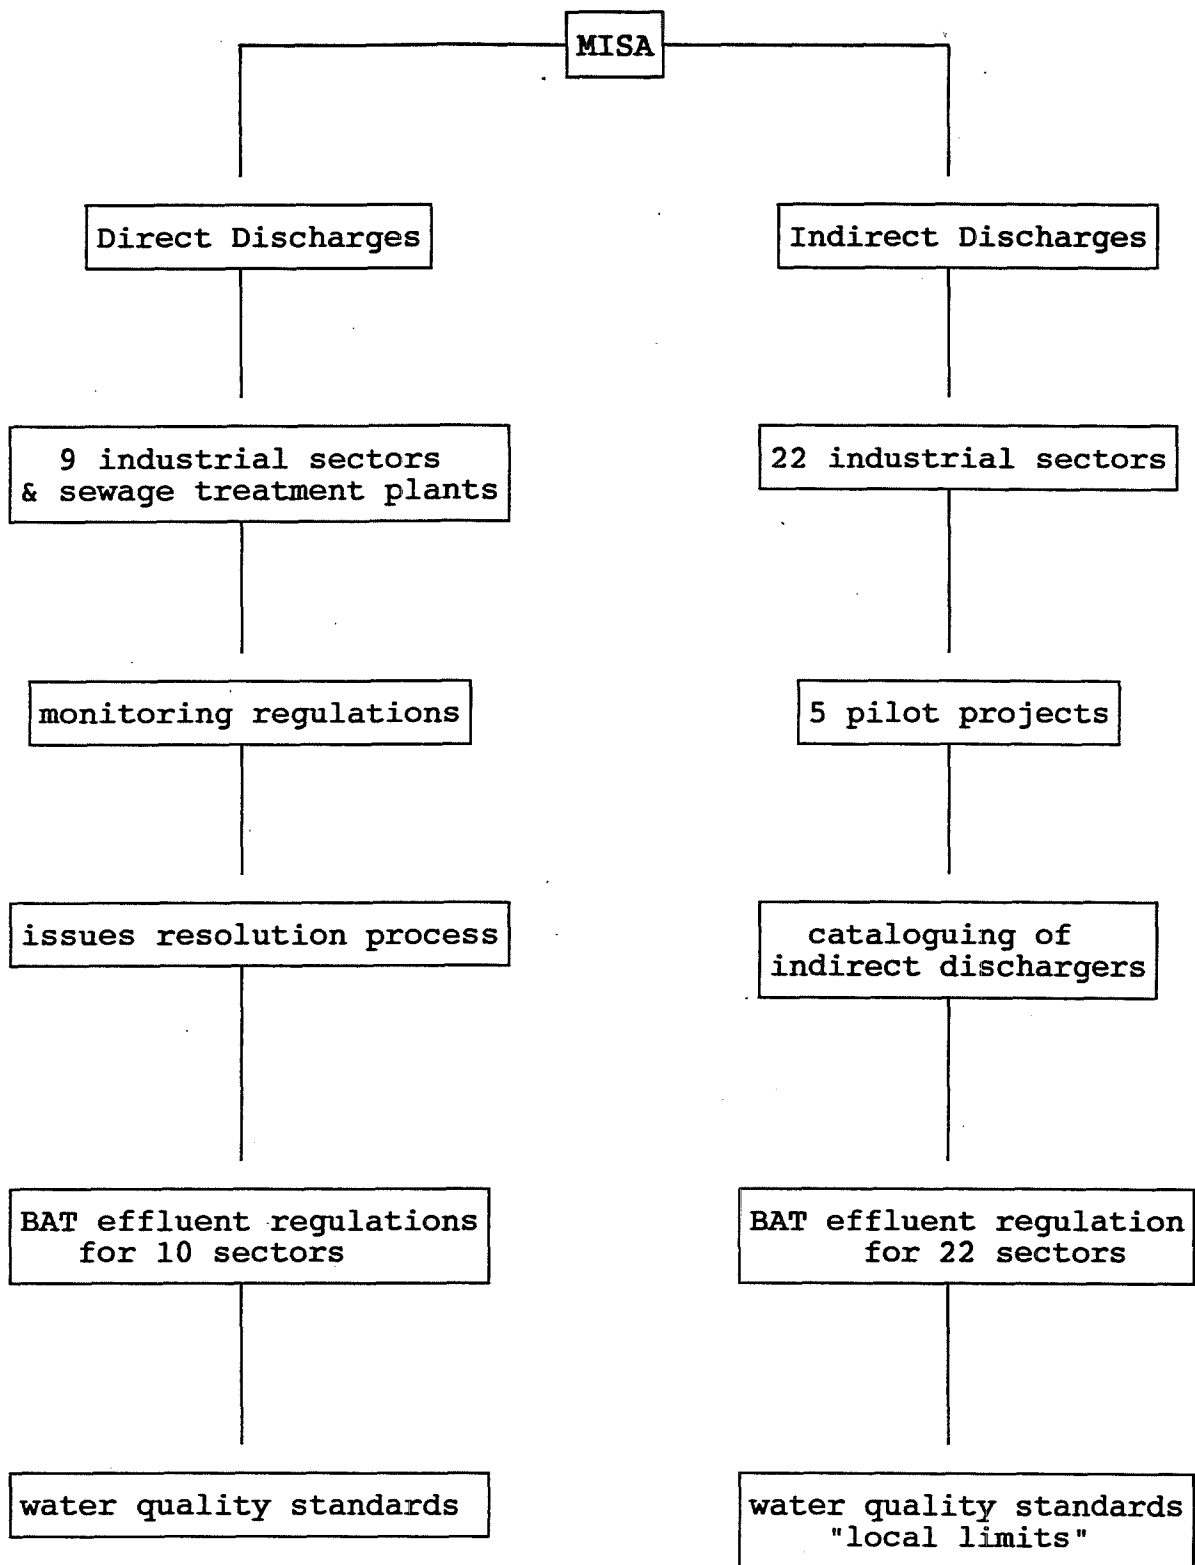 MISA
Direct Discharges
Indirect Discharges
9 industrial sectors
& sewage treatment plants
22 industrial sectors
monitoring regulations
5 pilot projects
issues resolution process
cataloguing of
indirect dischargers
BAT effluent regulations
for 10 sectors
BAT effluent regulation
for 22 sectors
water quality standards
water quality standards
"local limits"